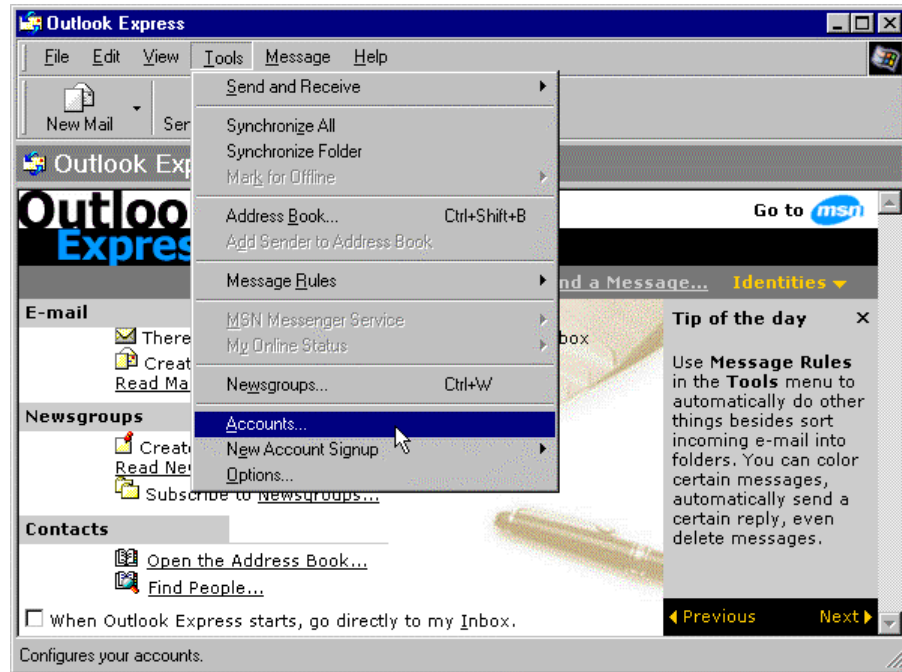 Outlook Express
File Edit View Tools Message Help
New Mail
Send and Receive
Synchronize All
Synchronize Folder
Mark for Offline
Address Book... Ctrl+Shift+B
Add Sender to Address Book
Message Rules
MSN Messenger Service
My Online Status
Newsgroups... Ctrl+W
Accounts...
New Account Signup
Options...
Outlook
Go to msn
Express
a Message... Identities
E-mail
There
Read
Newsgroups
Read
Subscribe to Newsgroups...
Contacts
Open the Address Book...
Find People...
When Outlook Express starts, go directly to my Inbox.
Tip of the day
Use Message Rules
in the Tools menu to
automatically do other
things besides sort
incoming e-mail into
folders. You can color
certain messages,
automatically send a
certain reply, even
delete messages.
Previous Next
Configures your accounts.